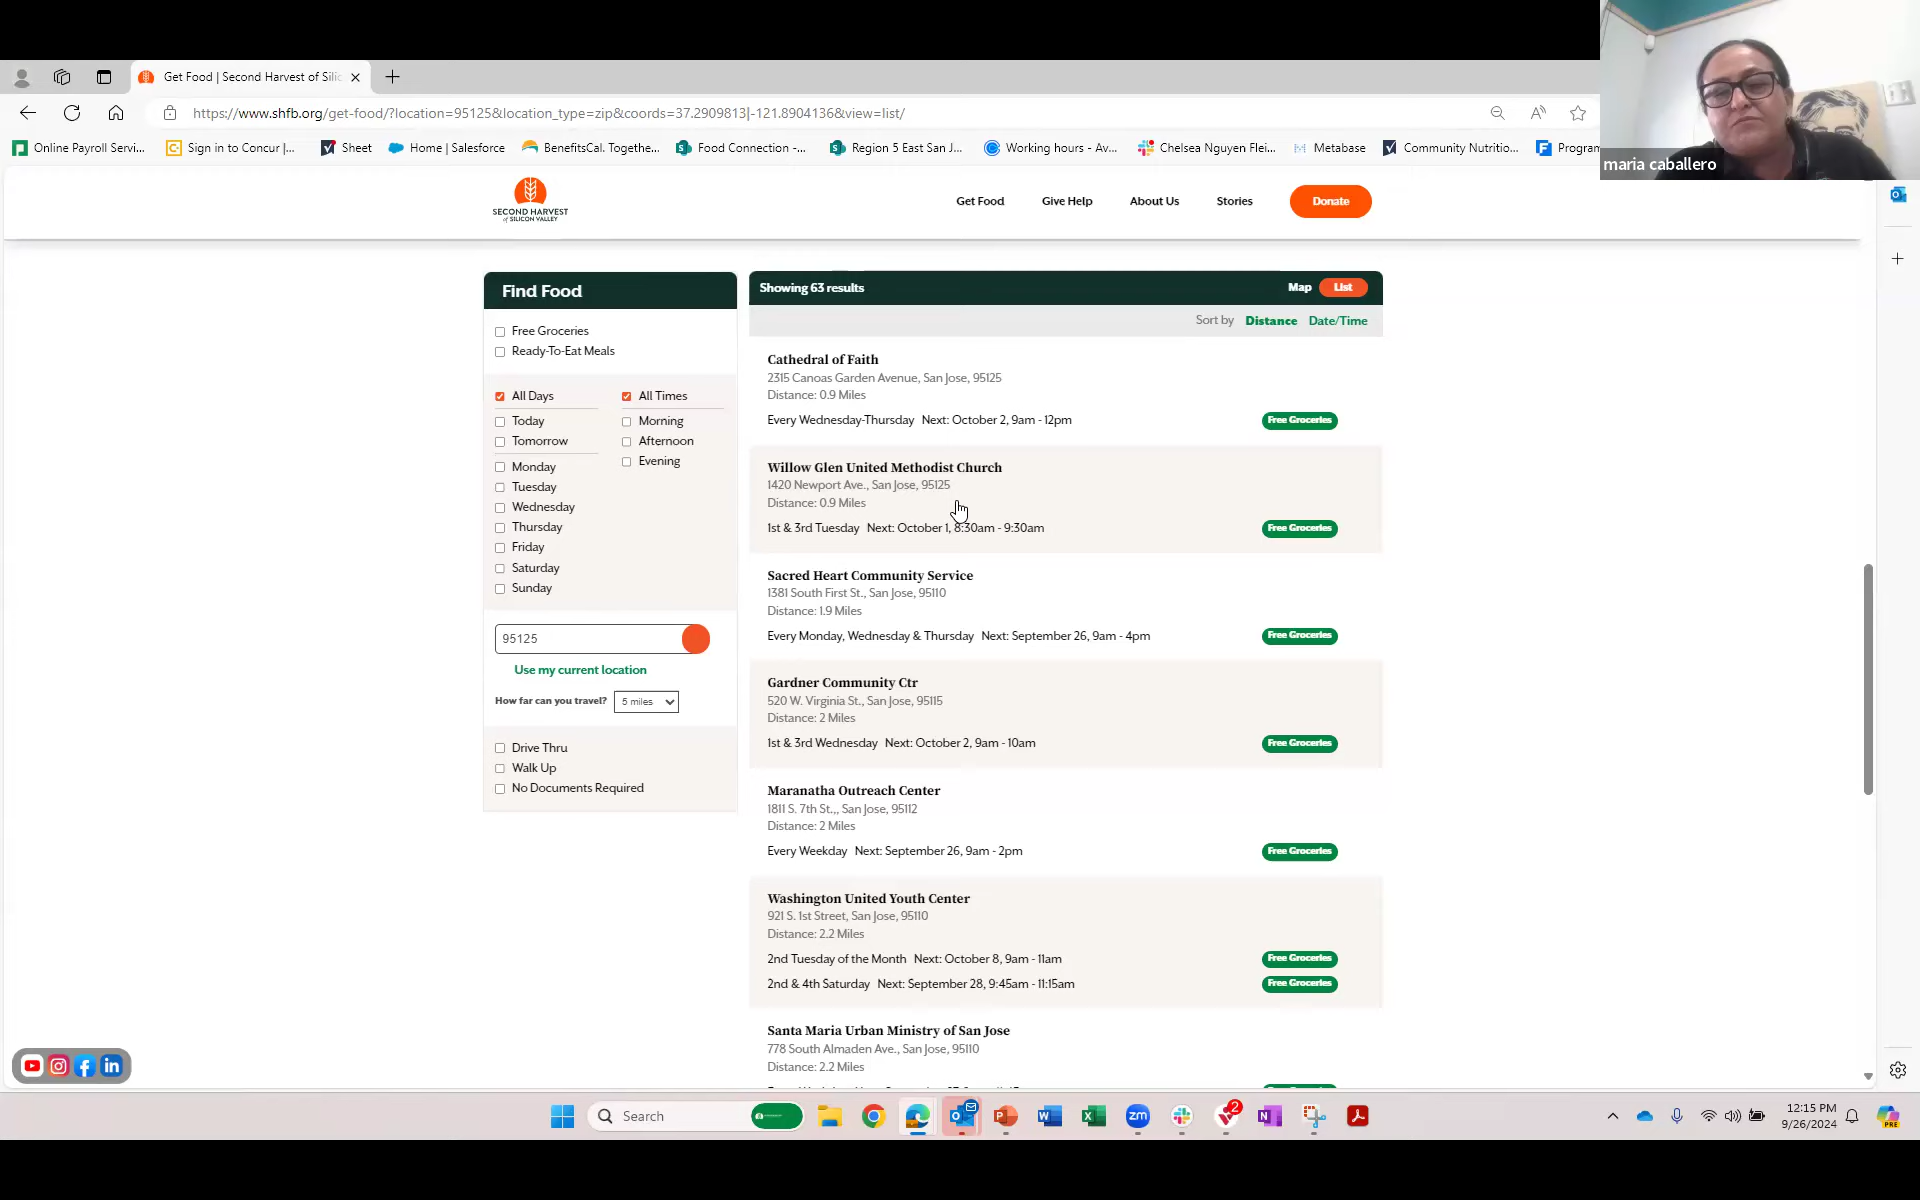 Get Food | Second Harvest of Silic
https://www.shfb.org/get-food/?location=95125&location_type=zip&coords=37.2909813|-121.8904136&view=list/
Online Payroll Servi...
Sign in to Concur |...
Sheet
Home | Salesforce
BenefitsCal. Togethe...
Food Connection -...
Region 5 East San J...
Working hours - Av...
Chelsea Nguyen Flei...
Metabase
Community Nutritio...
Program
maria caballero
SECOND HARVEST
of SILICON VALLEY
Get Food
Give Help
About Us
Stories
Donate
Find Food
Free Groceries
Ready-To-Eat Meals
All Days
All Times
Today
Morning
Tomorrow
Afternoon
Monday
Evening
Tuesday
Wednesday
Thursday
Friday
Saturday
Sunday
95125
Use my current location
How far can you travel? 5 miles
Drive Thru
Walk Up
No Documents Required
Showing 63 results
Map List
Sort by Distance Date/Time
Cathedral of Faith
2315 Canoas Garden Avenue, San Jose, 95125
Distance: 0.9 Miles
Every Wednesday-Thursday Next: October 2, 9am - 12pm Free Groceries
Willow Glen United Methodist Church
1420 Newport Ave., San Jose, 95125
Distance: 0.9 Miles
1st & 3rd Tuesday Next: October 1, 8:30am - 9:30am Free Groceries
Sacred Heart Community Service
1381 South First St., San Jose, 95110
Distance: 1.9 Miles
Every Monday, Wednesday & Thursday Next: September 26, 9am - 4pm Free Groceries
Gardner Community Ctr
520 W. Virginia St., San Jose, 95115
Distance: 2 Miles
1st & 3rd Wednesday Next: October 2, 9am - 10am Free Groceries
Maranatha Outreach Center
1811 S. 7th St.,, San Jose, 95112
Distance: 2 Miles
Every Weekday Next: September 26, 9am - 2pm Free Groceries
Washington United Youth Center
921 S. 1st Street, San Jose, 95110
Distance: 2.2 Miles
2nd Tuesday of the Month Next: October 8, 9am - 11am Free Groceries
2nd & 4th Saturday Next: September 28, 9:45am - 11:15am Free Groceries
Santa Maria Urban Ministry of San Jose
778 South Almaden Ave., San Jose, 95110
Distance: 2.2 Miles
Search
zm
2
12:15 PM
9/26/2024
PRE